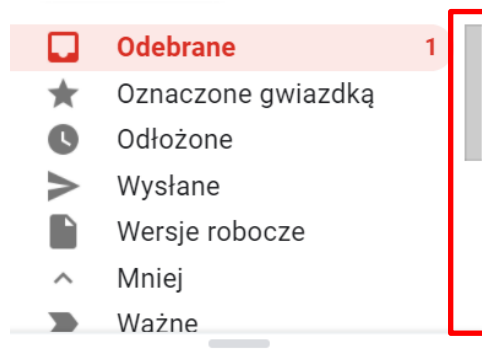 Odebrane 1
Oznaczone gwiazdką
Odłożone
Wysłane
Wersje robocze
Mniej
Ważne